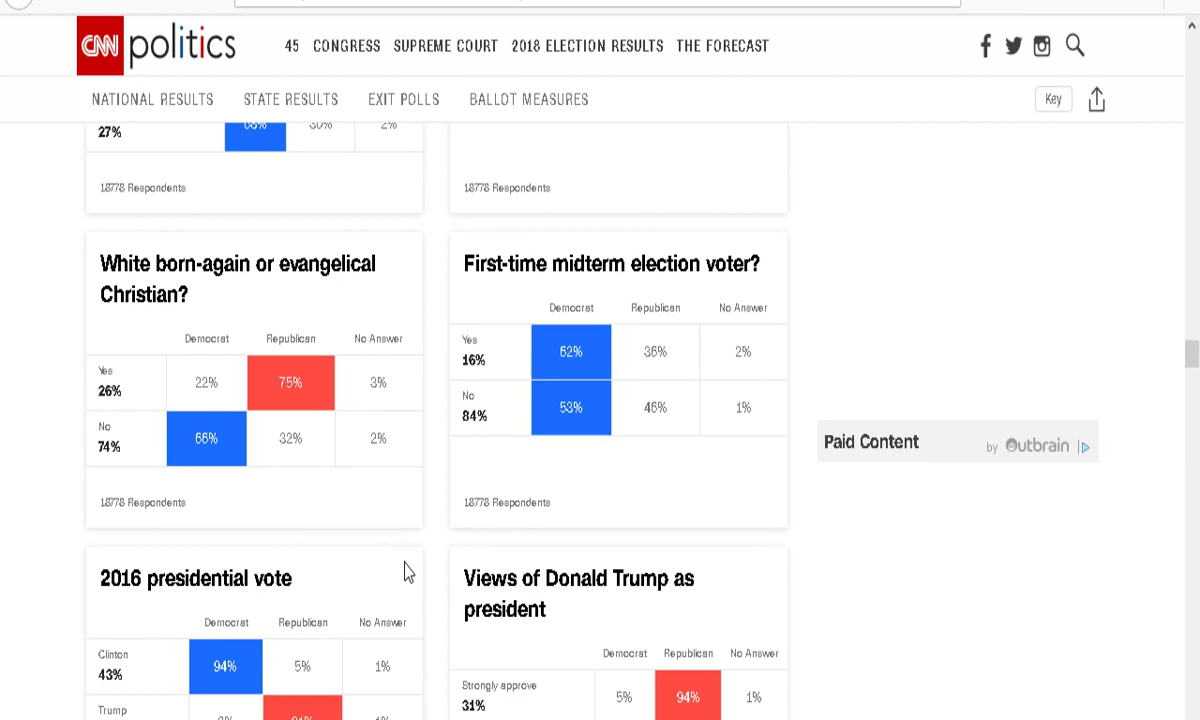 CNN politics 45 CONGRESS SUPREME COURT 2018 ELECTION RESULTS THE FORECAST
NATIONAL RESULTS STATE RESULTS EXIT POLLS BALLOT MEASURES Key
27% 2%
18778 Respondents
18778 Respondents
White born-again or evangelical
Christian?
Democrat Republican No Answer
Yes
26% 22% 75% 3%
No
74% 66% 32% 2%
18778 Respondents
First-time midterm election voter?
Democrat Republican No Answer
Yes
16% 62% 36% 2%
No
84% 53% 46% 1%
18778 Respondents
Paid Content by Outbrain
2016 presidential vote
Democrat Republican No Answer
Clinton
43% 94% 5% 1%
Trump
Views of Donald Trump as
president
Democrat Republican No Answer
Strongly approve
31% 5% 94% 1%